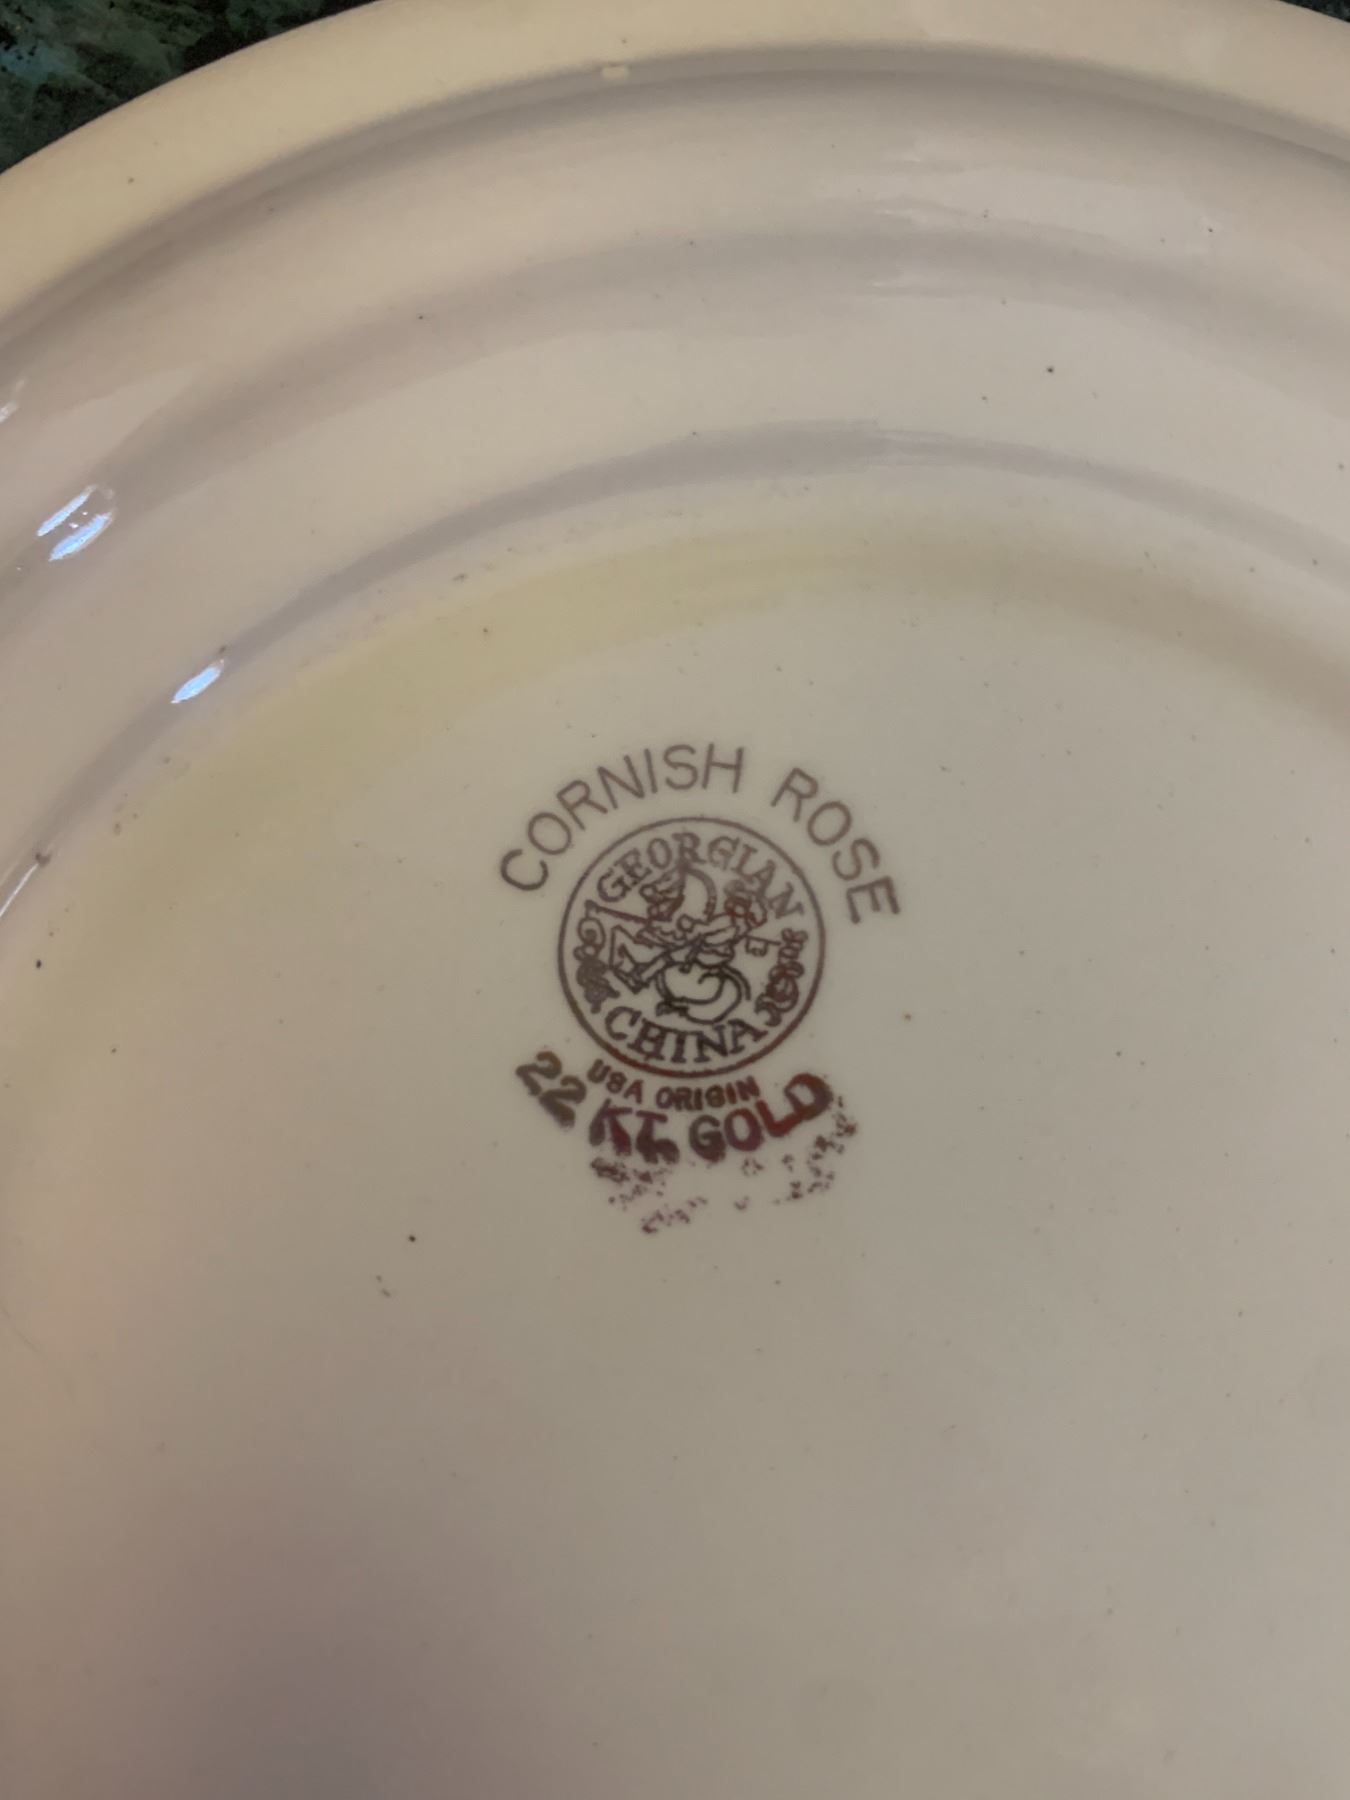 CORNISH ROSE
GEORGIAN
CHINA
USA ORIGIN
22 KT. GOLD